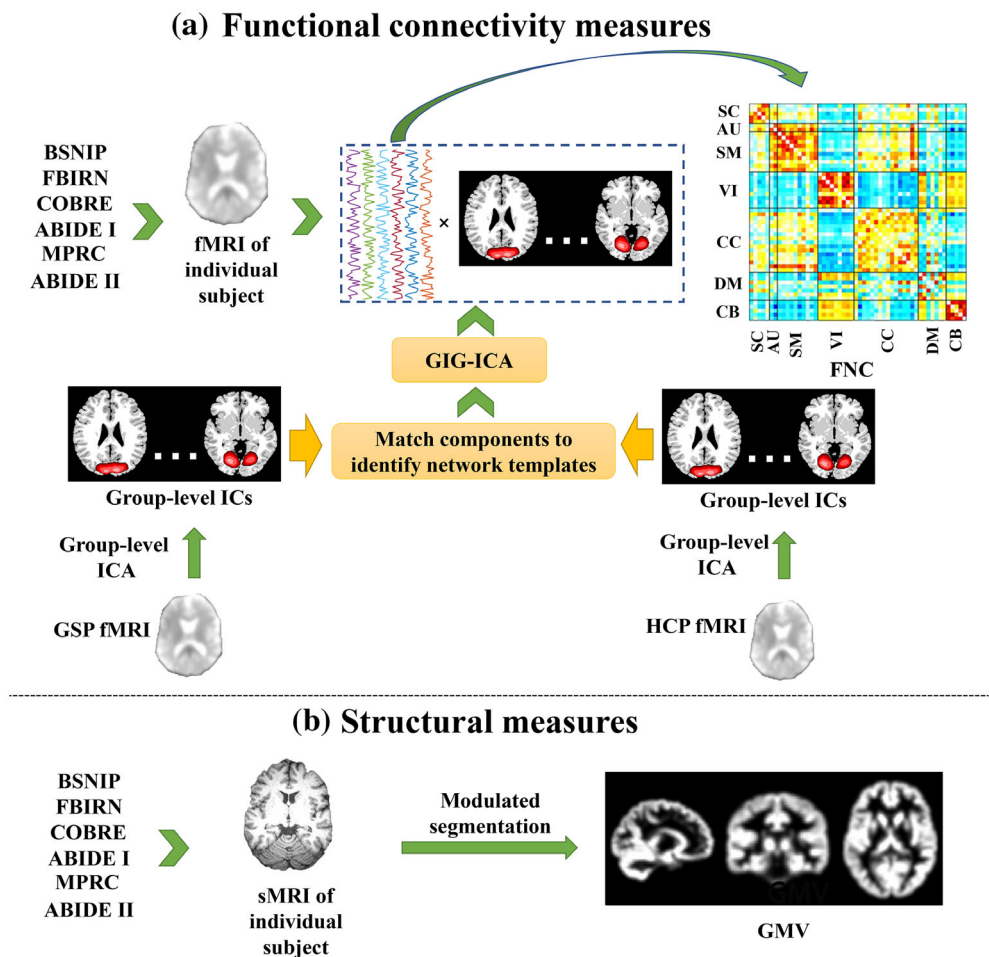 (a) Functional connectivity measures
BSNIP
FBIRN
COBRE
ABIDE I
MPRC
ABIDE II
fMRI of
individual
subject
×
SC
AU
SM
VI
CC
DM
CB
SC
AU
SM
VI
CC
DM
CB
FNC
GIG-ICA
Match components to
identify network templates
Group-level ICs
Group-level
ICA
GSP fMRI
Group-level ICs
Group-level
ICA
HCP fMRI
(b) Structural measures
BSNIP
FBIRN
COBRE
ABIDE I
MPRC
ABIDE II
sMRI of
individual
subject
Modulated
segmentation
GMV
GMV